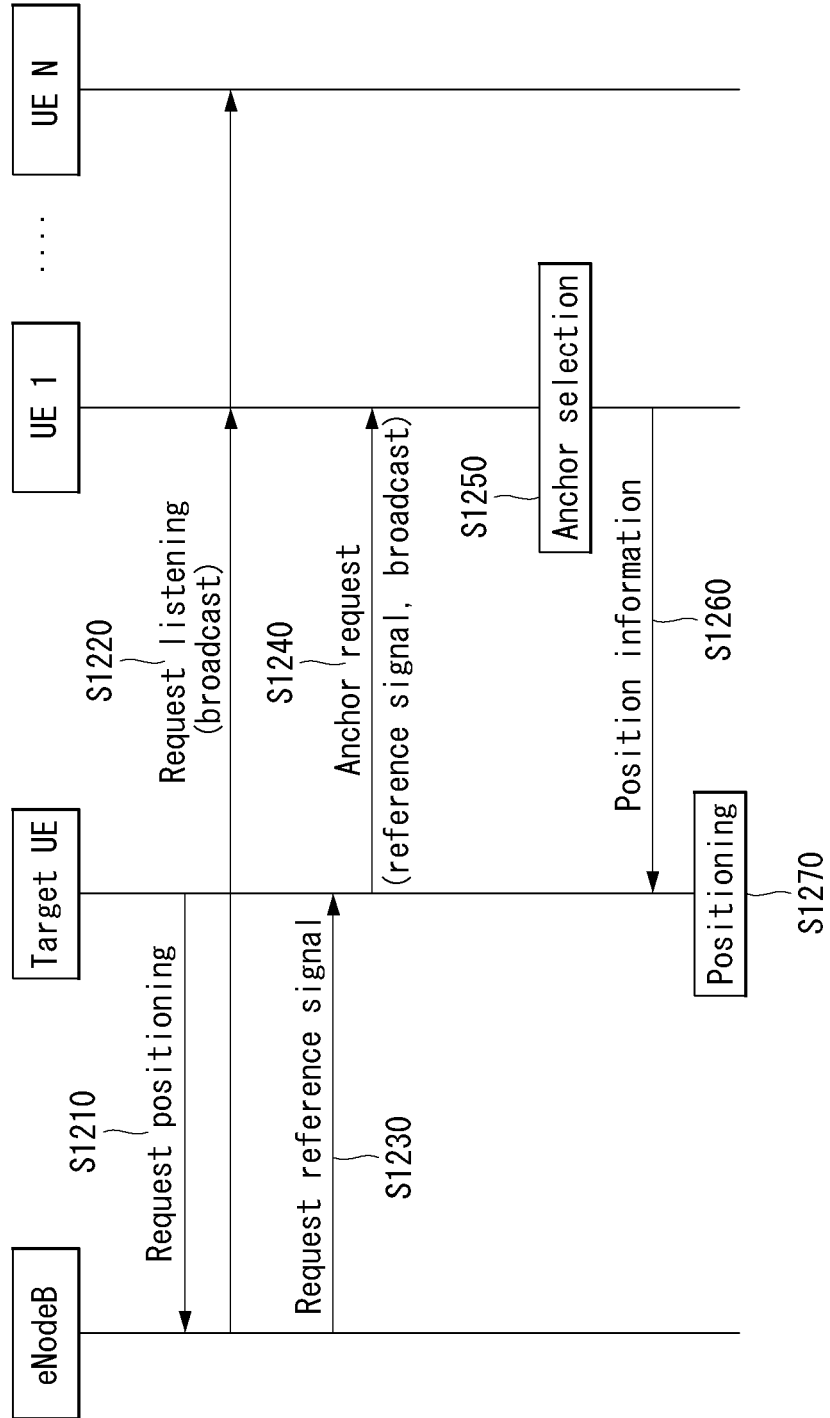 eNodeB
Target UE
UE 1
....
UE N
S1210
Request positioning
S1220
Request listening
(broadcast)
Request reference signal
S1230
S1240
Anchor request
(reference signal, broadcast)
S1250
Anchor selection
Position information
S1260
Positioning
S1270